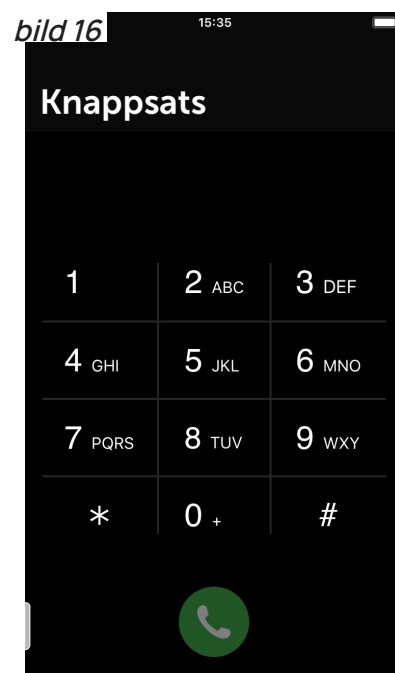 bild 16
15:35
Knappsats
1
2 ABC
3 DEF
4 GHI
5 JKL
6 MNO
7 PQRS
8 TUV
9 WXY
*
0 +
#